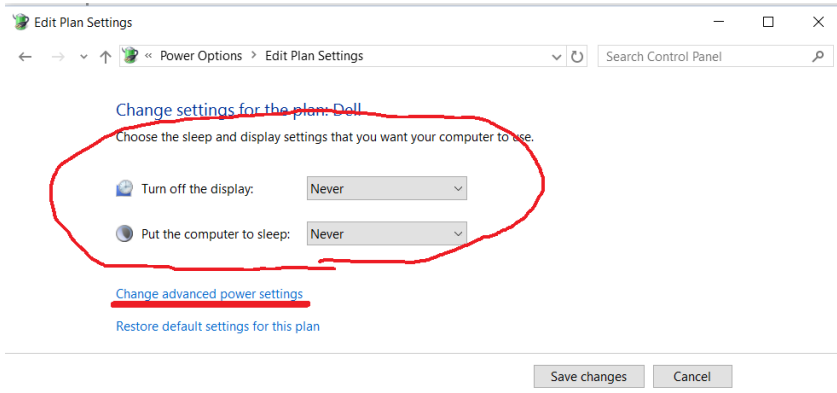 Edit Plan Settings
« Power Options > Edit Plan Settings
Search Control Panel
Change settings for the plan: Dell
Choose the sleep and display settings that you want your computer to use.
Turn off the display: Never
Put the computer to sleep: Never
Change advanced power settings
Restore default settings for this plan
Save changes Cancel